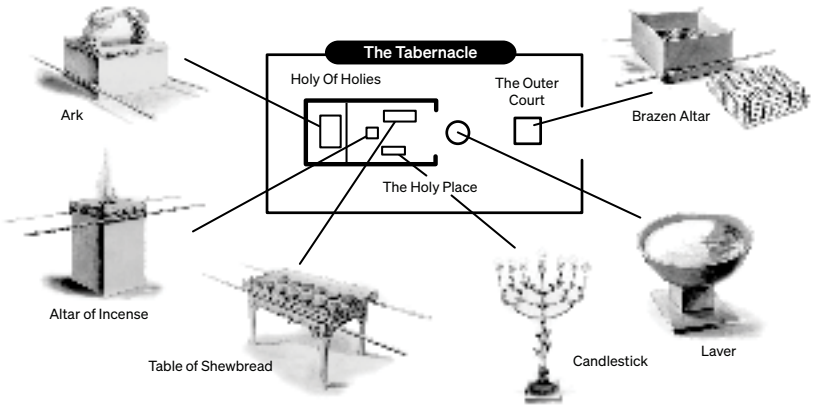 The Tabernacle
Holy Of Holies
The Outer
Court
Ark
Brazen Altar
The Holy Place
Altar of Incense
Table of Shewbread
Candlestick
Laver